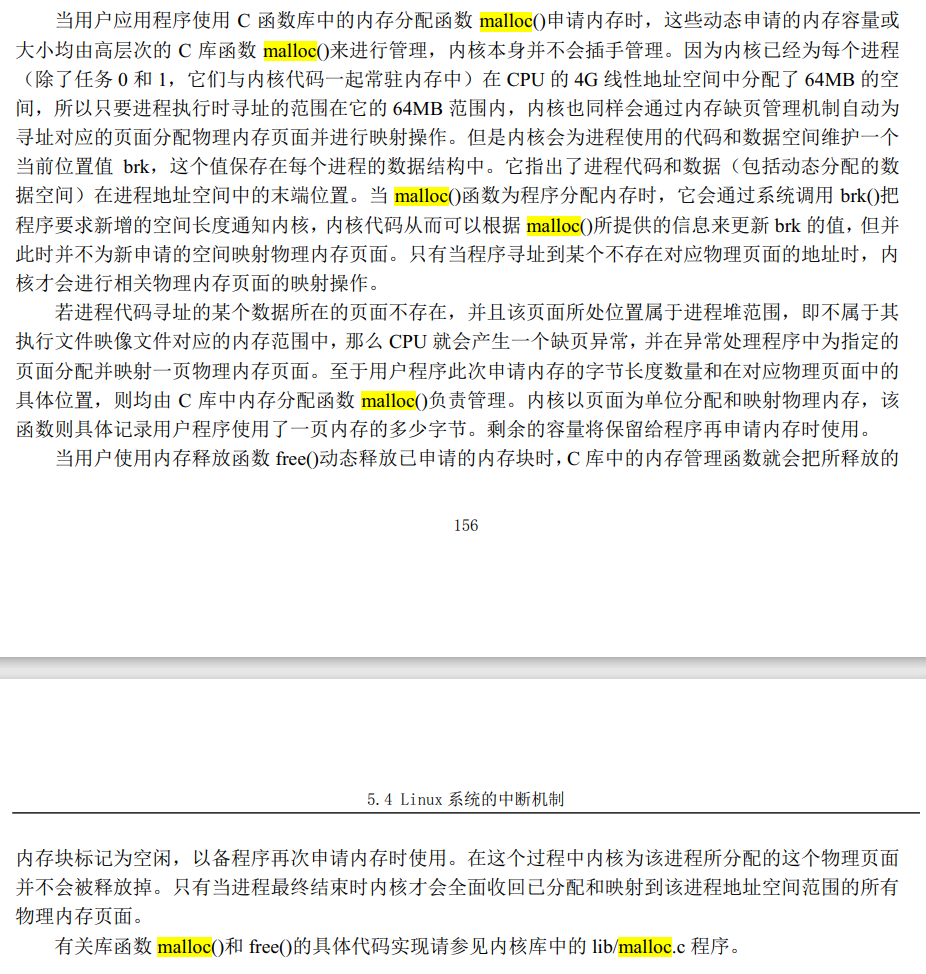 当用户应用程序使用 C 函数库中的内存分配函数 malloc()申请内存时，这些动态申请的内存容量或
大小均由高层次的 C 库函数 malloc()来进行管理，内核本身并不会插手管理。因为内核已经为每个进程
（除了任务 0 和 1，它们与内核代码一起常驻内存中）在 CPU 的 4G 线性地址空间中分配了 64MB 的空
间，所以只要进程执行时寻址的范围在它的 64MB 范围内，内核也同样会通过内存缺页管理机制自动为
寻址对应的页面分配物理内存页面并进行映射操作。但是内核会为进程使用的代码和数据空间维护一个
当前位置值 brk，这个值保存在每个进程的数据结构中。它指出了进程代码和数据（包括动态分配的数
据空间）在进程地址空间中的末端位置。当 malloc()函数为程序分配内存时，它会通过系统调用 brk()把
程序要求新增的空间长度通知内核，内核代码从而可以根据 malloc()所提供的信息来更新 brk 的值，但并
此时并不为新申请的空间映射物理内存页面。只有当程序寻址到某个不存在对应物理页面的地址时，内
核才会进行相关物理内存页面的映射操作。
若进程代码寻址的某个数据所在的页面不存在，并且该页面所处位置属于进程堆范围，即不属于其
执行文件映像文件对应的内存范围中，那么 CPU 就会产生一个缺页异常，并在异常处理程序中为指定的
页面分配并映射一页物理内存页面。至于用户程序此次申请内存的字节长度数量和在对应物理页面中的
具体位置，则均由 C 库中内存分配函数 malloc()负责管理。内核以页面为单位分配和映射物理内存，该
函数则具体记录用户程序使用了一页内存的多少字节。剩余的容量将保留给程序再申请内存时使用。
当用户使用内存释放函数 free()动态释放已申请的内存块时，C 库中的内存管理函数就会把所释放的
156
5.4 Linux 系统的中断机制
内存块标记为空闲，以备程序再次申请内存时使用。在这个过程中内核为该进程所分配的这个物理页面
并不会被释放掉。只有当进程最终结束时内核才会全面收回已分配和映射到该进程地址空间范围的所有
物理内存页面。
有关库函数 malloc()和 free()的具体代码实现请参见内核库中的 lib/malloc.c 程序。